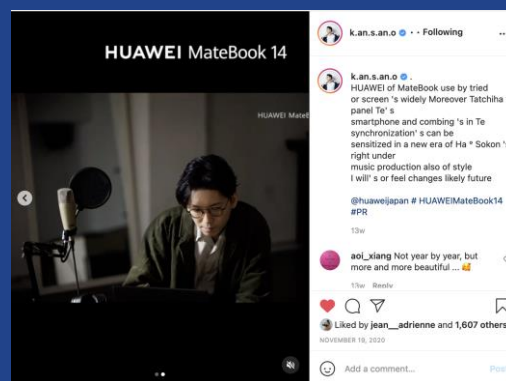 HUAWEI MateBook 14
HUAWEI MateB
k.an.s.an.o • • Following
k.an.s.an.o .
HUAWEI of MateBook use by tried
or screen 's widely Moreover Tatchiha
panel Te' s
smartphone and combing 's in Te
synchronization' s can be
sensitized in a new era of Ha ° Sokon 's
right under
music production also of style
I will' s or feel changes likely future
@huaweijapan # HUAWEIMateBook14
#PR
13w
aoi_xiang Not year by year, but
more and more beautiful ... 🥰
13w Reply
Liked by jean__adrienne and 1,607 others
NOVEMBER 19, 2020
Add a comment...
Post